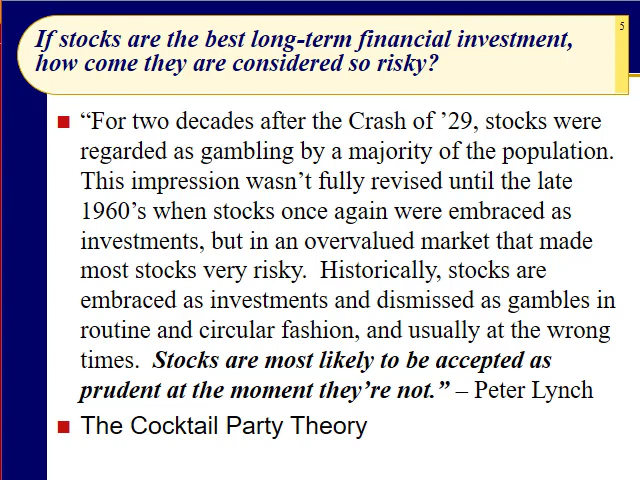 5
If stocks are the best long-term financial investment,
how come they are considered so risky?
“For two decades after the Crash of ’29, stocks were
regarded as gambling by a majority of the population.
This impression wasn’t fully revised until the late
1960’s when stocks once again were embraced as
investments, but in an overvalued market that made
most stocks very risky.  Historically, stocks are
embraced as investments and dismissed as gambles in
routine and circular fashion, and usually at the wrong
times.  Stocks are most likely to be accepted as
prudent at the moment they’re not.” – Peter Lynch
The Cocktail Party Theory